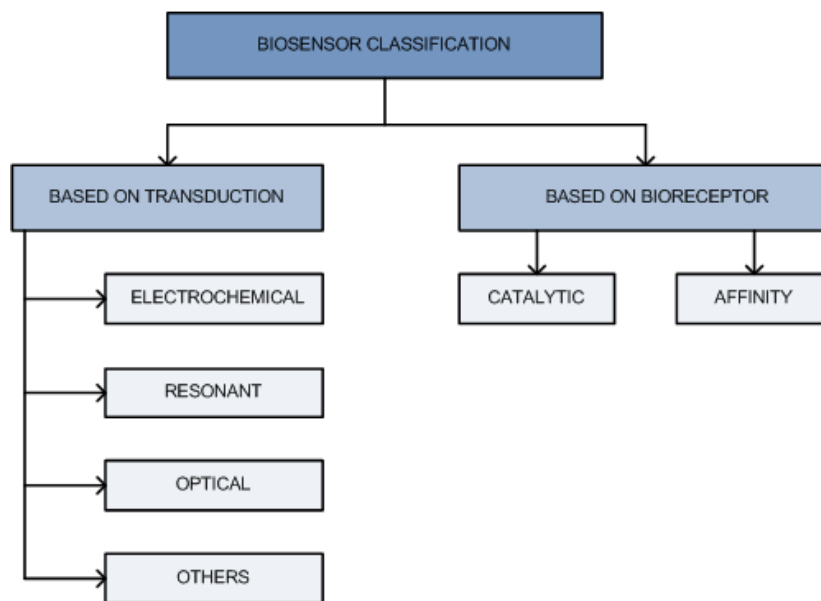 BIOSENSOR CLASSIFICATION
BASED ON TRANSDUCTION
BASED ON BIORECEPTOR
ELECTROCHEMICAL
CATALYTIC
AFFINITY
RESONANT
OPTICAL
OTHERS